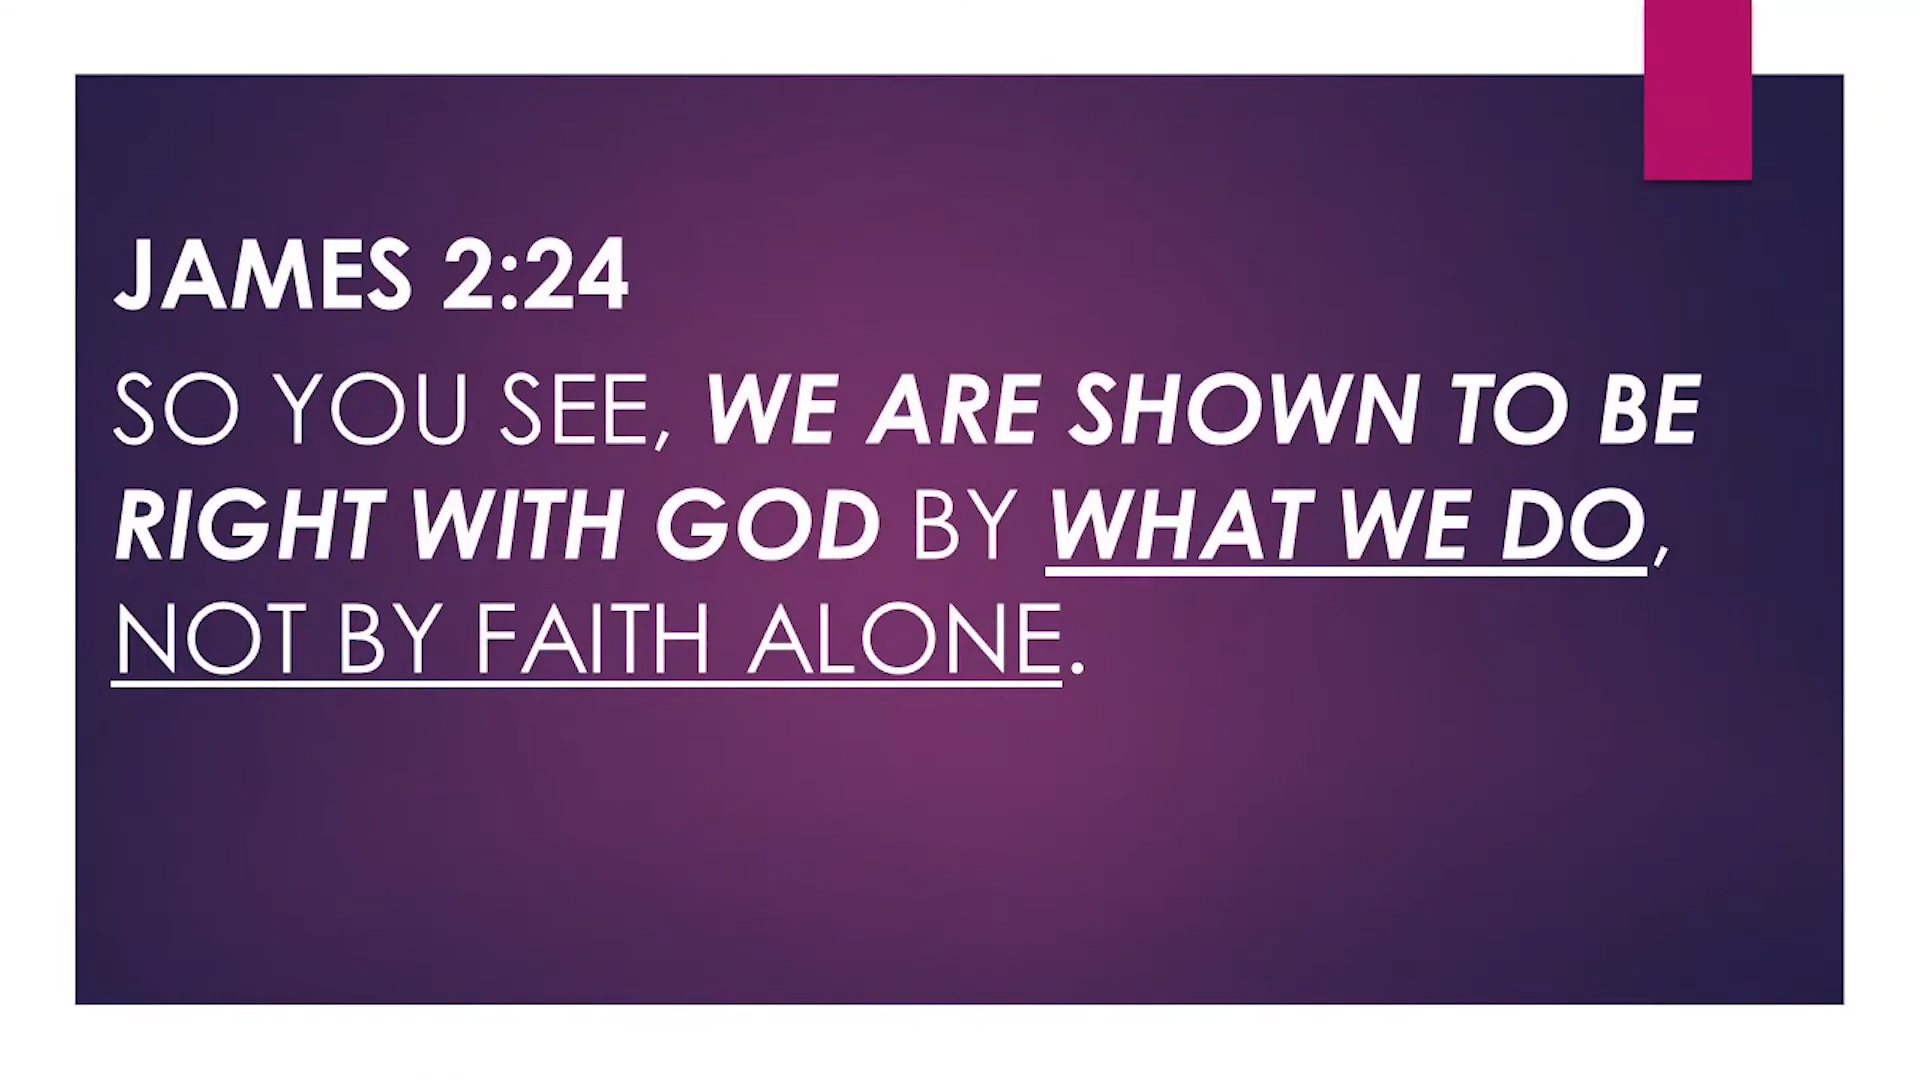 JAMES 2:24
SO YOU SEE, WE ARE SHOWN TO BE
RIGHT WITH GOD BY WHAT WE DO,
NOT BY FAITH ALONE.